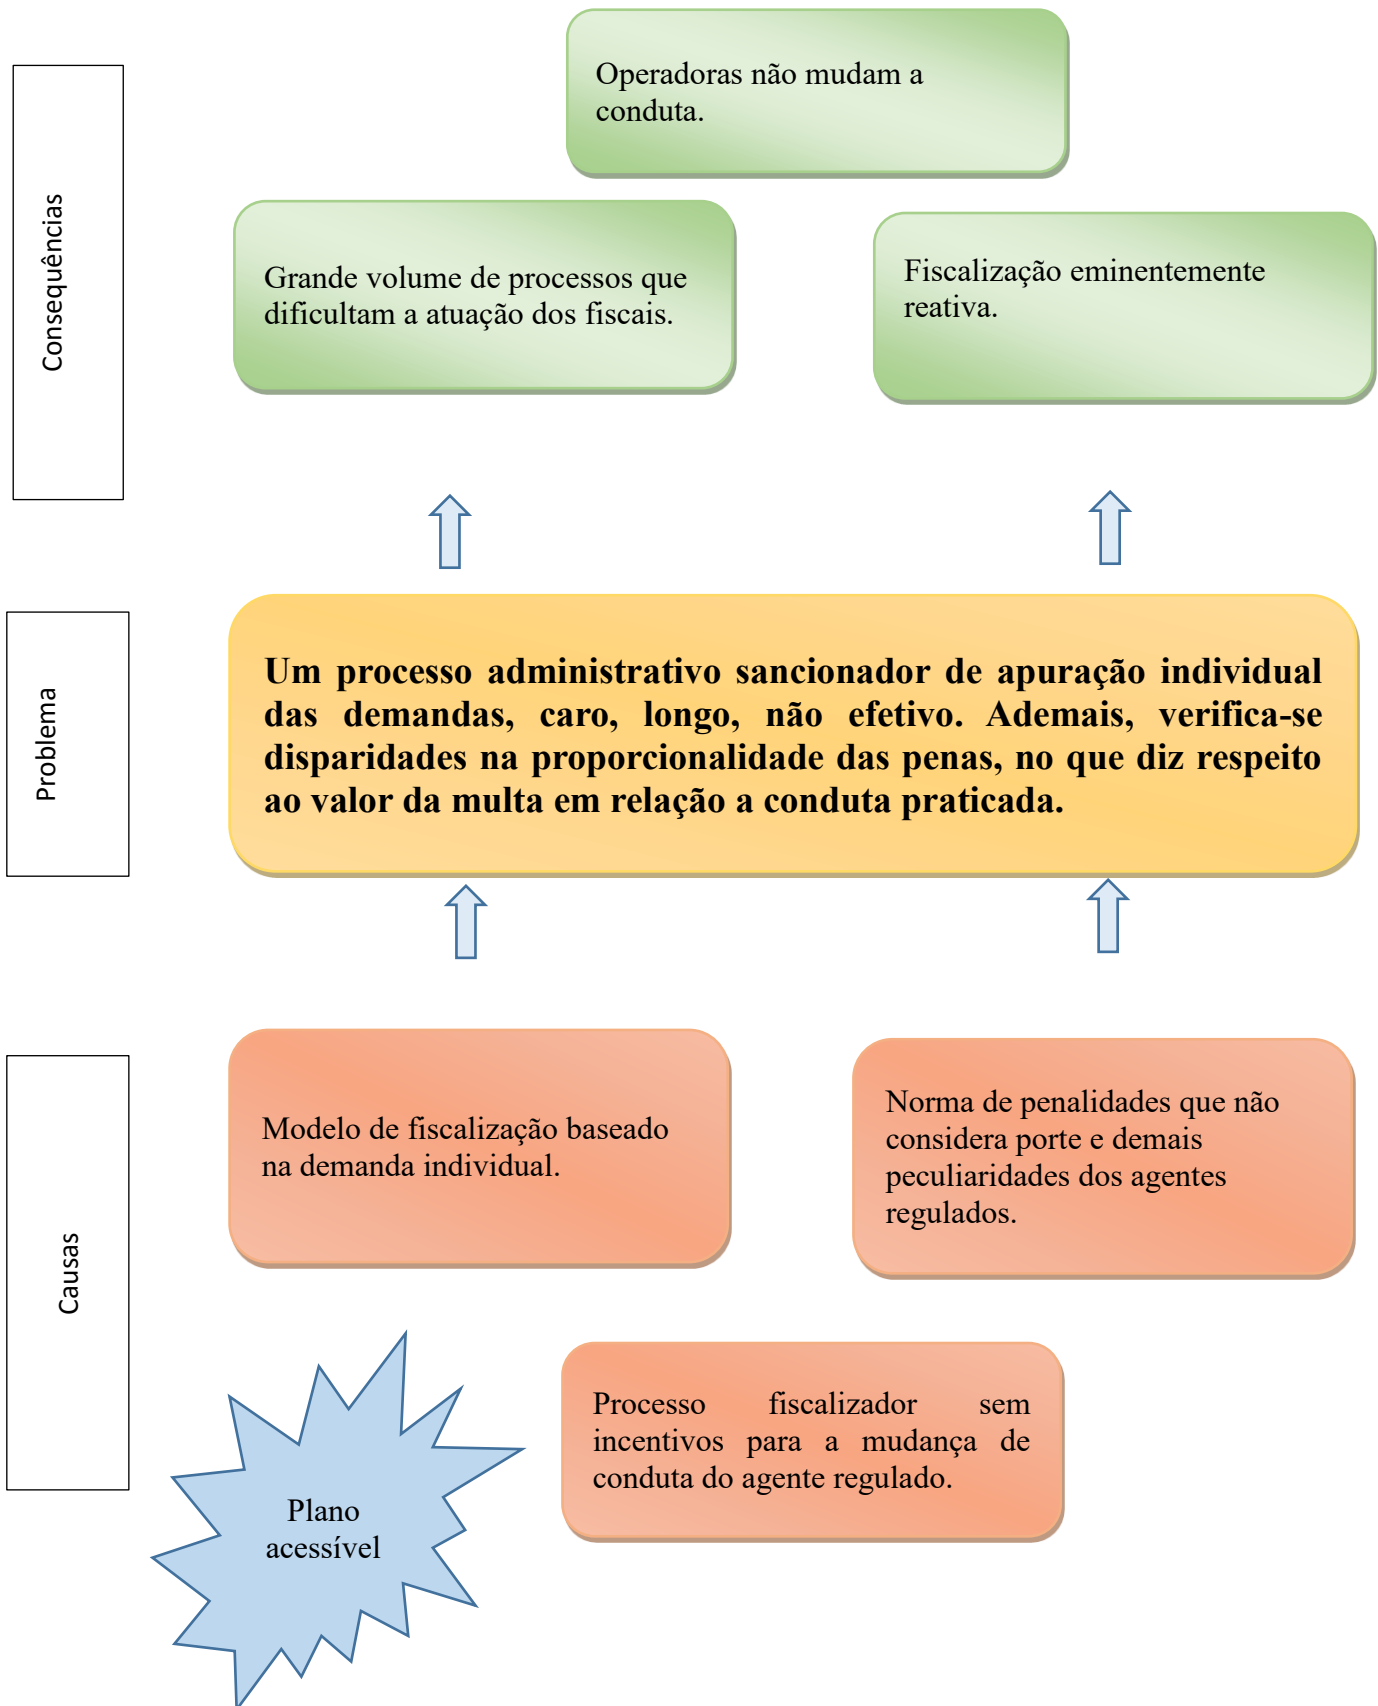 Consequências
Operadoras não mudam a
conduta.
Grande volume de processos que
dificultam a atuação dos fiscais.
Fiscalização eminentemente
reativa.
Problema
Um processo administrativo sancionador de apuração individual
das demandas, caro, longo, não efetivo. Ademais, verifica-se
disparidades na proporcionalidade das penas, no que diz respeito
ao valor da multa em relação a conduta praticada.
Causas
Modelo de fiscalização baseado
na demanda individual.
Norma de penalidades que não
considera porte e demais
peculiaridades dos agentes
regulados.
Processo fiscalizador sem
incentivos para a mudança de
conduta do agente regulado.
Plano
acessível